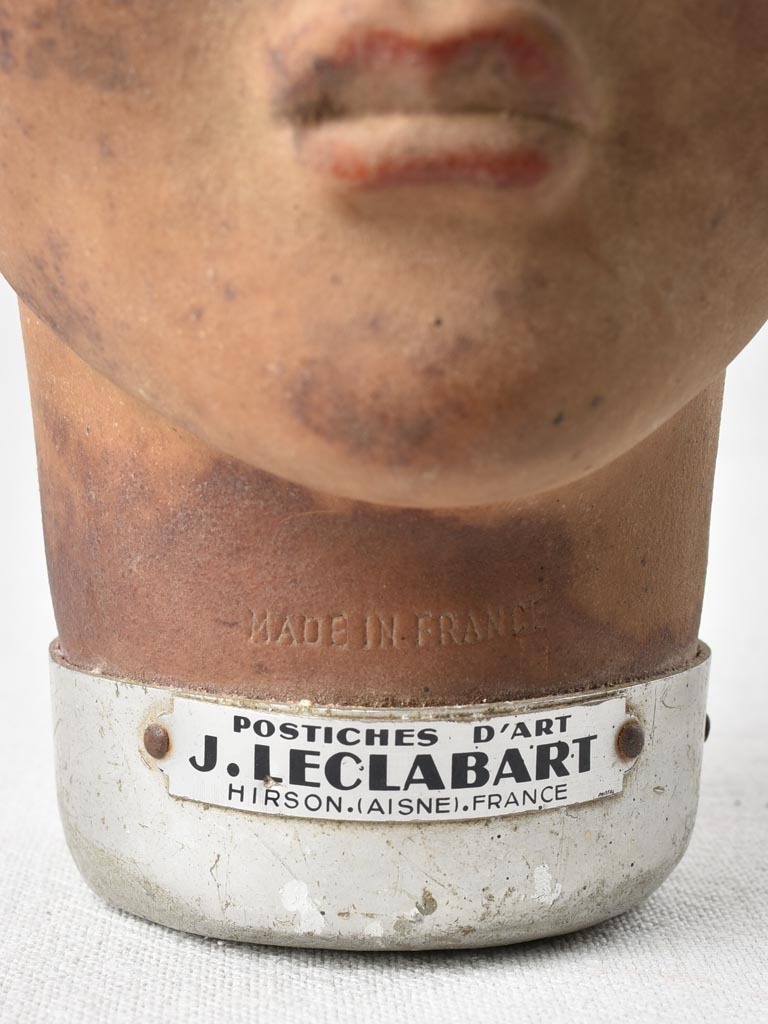 MADE IN FRANCE
POSTICHES D'ART
J. LECLABART
HIRSON.(AISNE).FRANCE